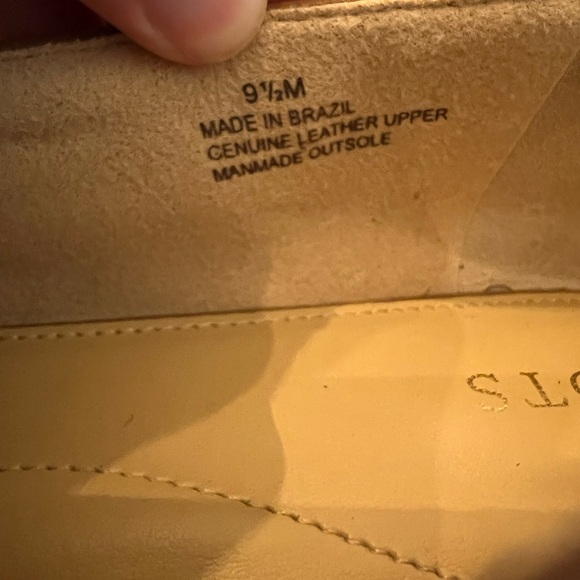 9½M
MADE IN BRAZIL
GENUINE LEATHER UPPER
MANMADE OUTSOLE